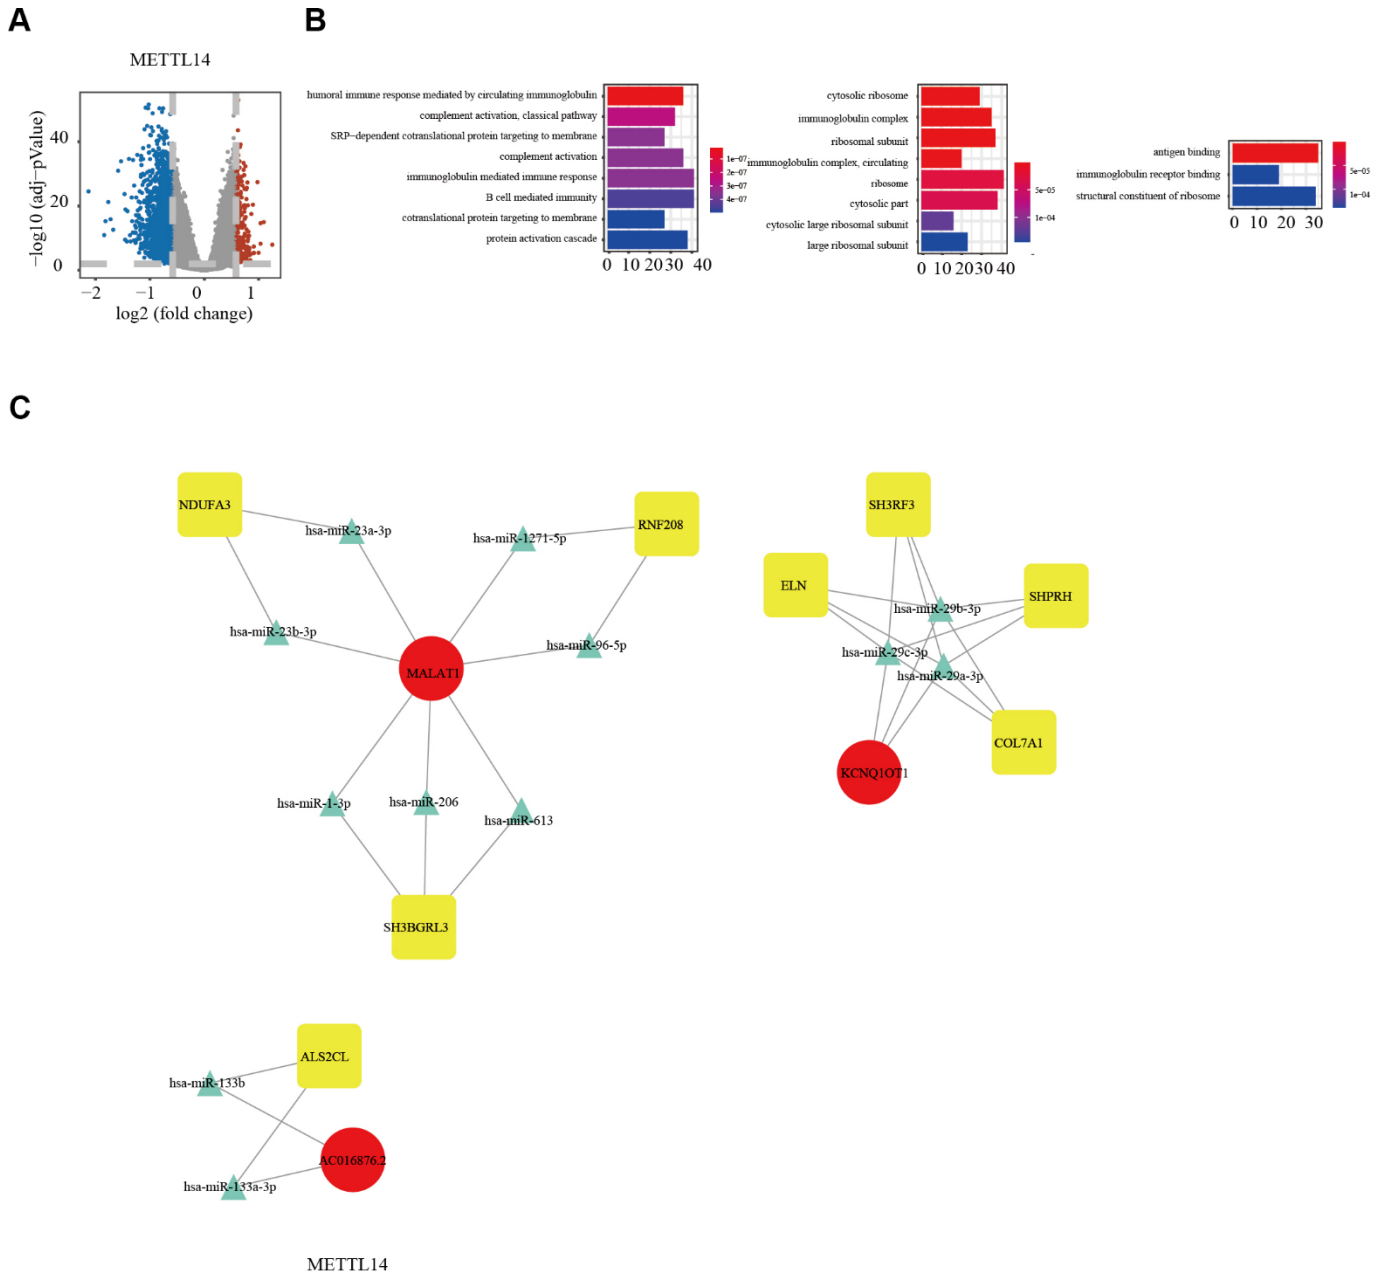 A
B
METTL14
−log10 (adj−pValue)
40
20
0
−2
−1
0
1
log2 (fold change)
humoral immune response mediated by circulating immunoglobulin
complement activation, classical pathway
SRP−dependent cotranslational protein targeting to membrane
complement activation
immunoglobulin mediated immune response
B cell mediated immunity
cotranslational protein targeting to membrane
protein activation cascade
0 10 20 30 40
1e−07
2e−07
3e−07
4e−07
cytosolic ribosome
immunoglobulin complex
ribosomal subunit
immunoglobulin complex, circulating
ribosome
cytosolic part
cytosolic large ribosomal subunit
large ribosomal subunit
0 10 20 30 40
5e−05
1e−04
antigen binding
immunoglobulin receptor binding
structural constituent of ribosome
0 10 20 30
5e−05
1e−04
C
NDUFA3
hsa-miR-23a-3p
hsa-miR-1271-5p
RNF208
hsa-miR-23b-3p
hsa-miR-96-5p
MALAT1
hsa-miR-1-3p
hsa-miR-206
hsa-miR-613
SH3BGRL3
SH3RF3
ELN
SHPRH
hsa-miR-29b-3p
hsa-miR-29c-3p
hsa-miR-29a-3p
COL7A1
KCNQ1OT1
ALS2CL
hsa-miR-133b
AC016876.2
hsa-miR-133a-3p
METTL14